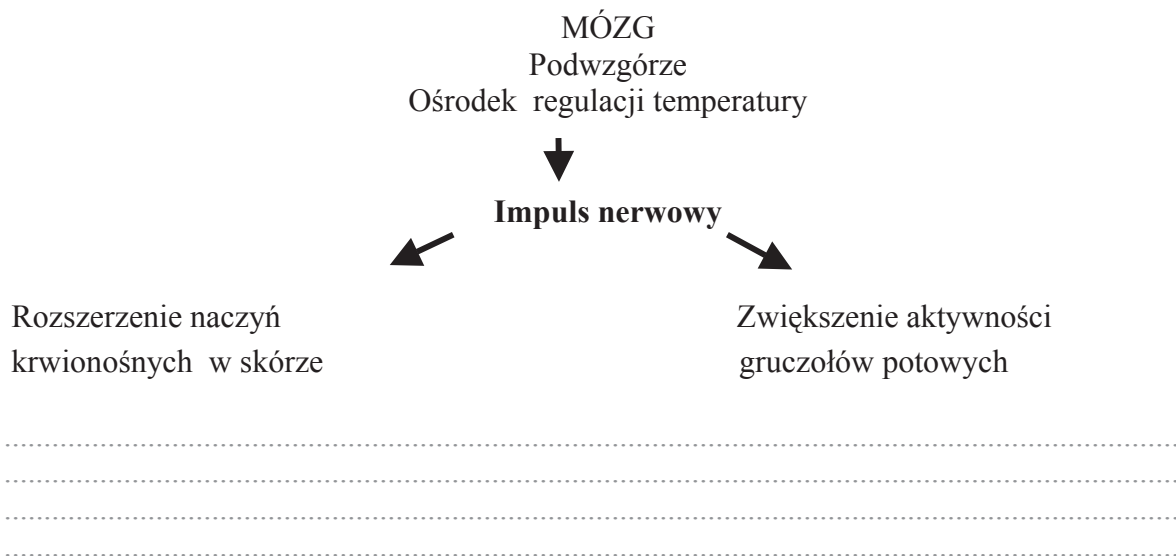 MÓZG
Podwzgórze
Ośrodek regulacji temperatury
Impuls nerwowy
Rozszerzenie naczyń
krwionośnych w skórze
Zwiększenie aktywności
gruczołów potowych